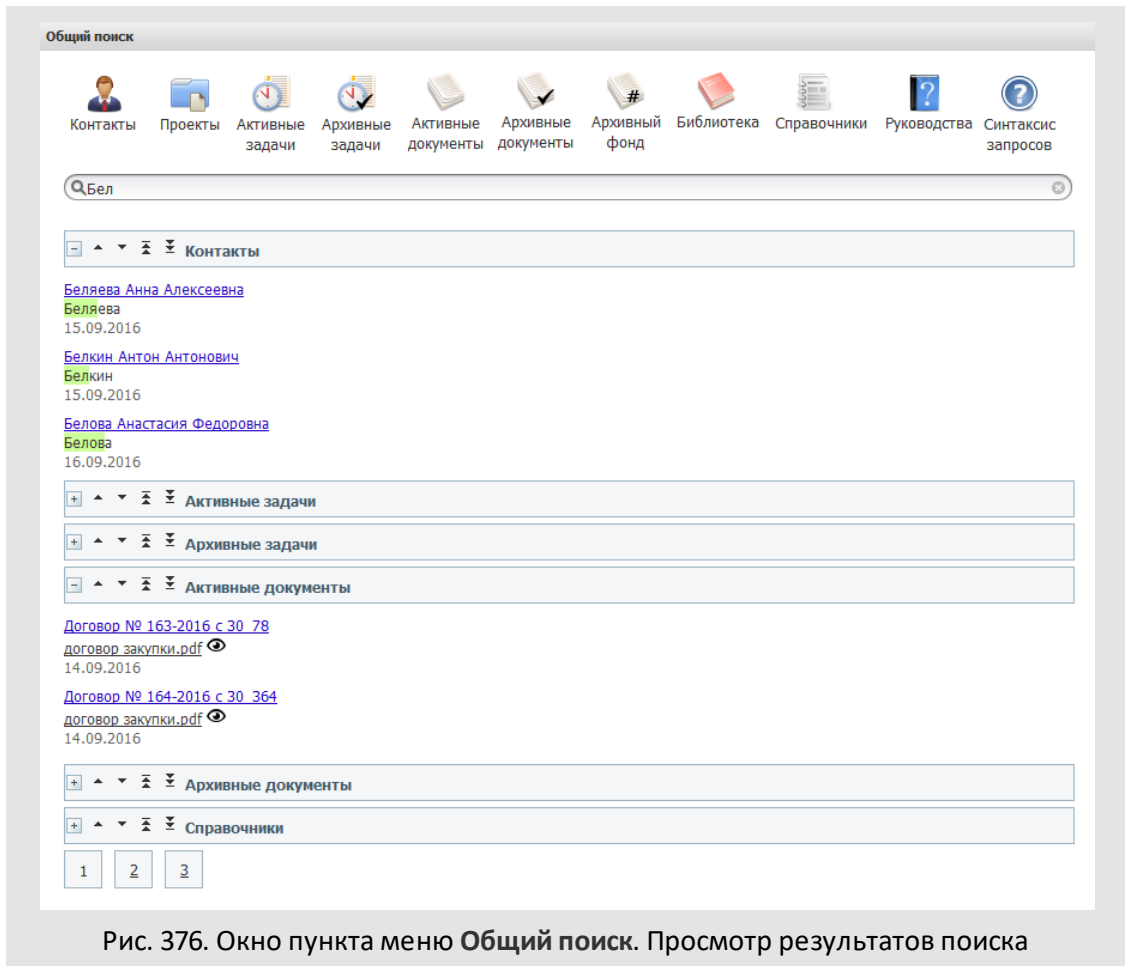 Общий поиск
Контакты Проекты Активные задачи Архивные задачи Активные документы Архивные документы Архивный фонд Библиотека Справочники Руководства Синтаксис запросов
Бел
Контакты
Беляева Анна Алексеевна
Беляева
15.09.2016
Белкин Антон Антонович
Белкин
15.09.2016
Белова Анастасия Федоровна
Белова
16.09.2016
Активные задачи
Архивные задачи
Активные документы
Договор № 163-2016 с 30_78
договор закупки.pdf
14.09.2016
Договор № 164-2016 с 30_364
договор закупки.pdf
14.09.2016
Архивные документы
Справочники
1 2 3
Рис. 376. Окно пункта меню Общий поиск. Просмотр результатов поиска